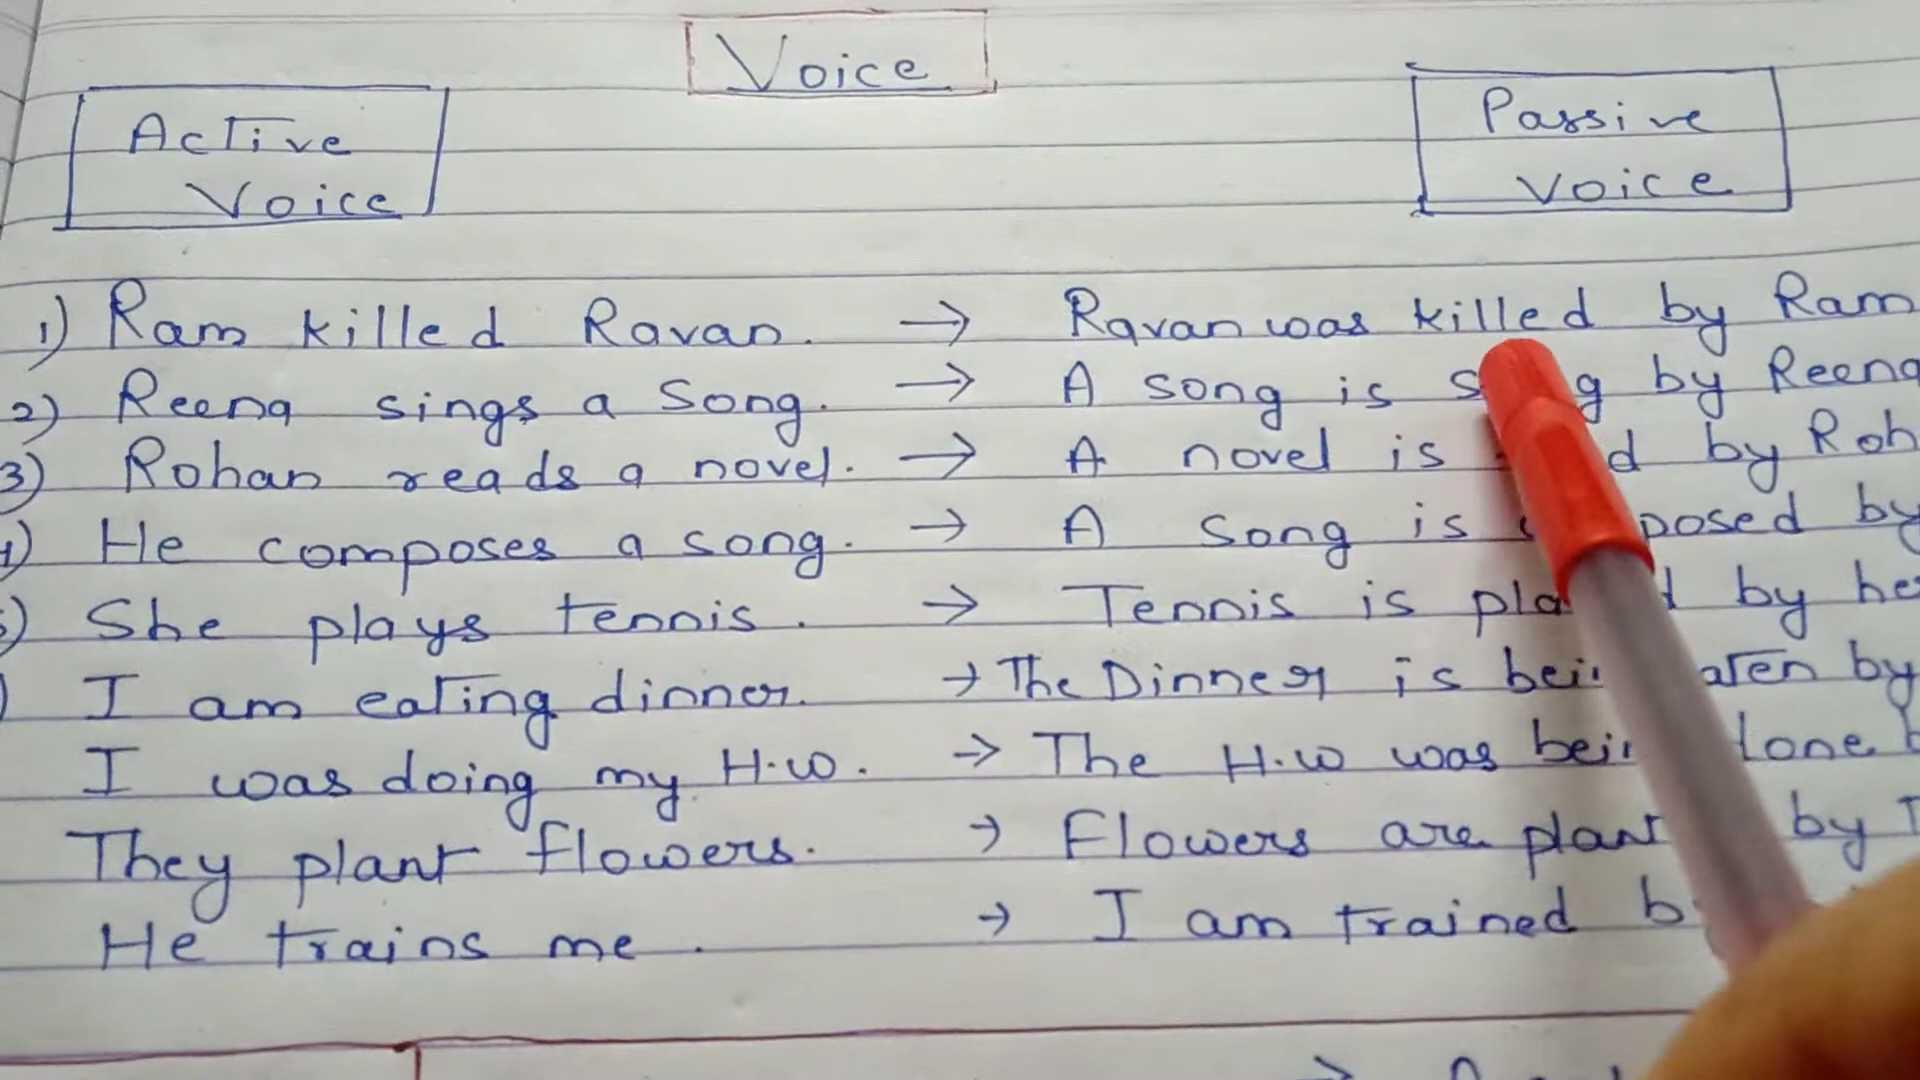 Voice
Active
Voice
Passive
Voice
1) Ram killed Ravan. → Ravan was killed by Ram
2) Reena sings a Song. → A song is by Reena
3) Rohan reads a novel. → A novel is by Roh
He composes a song. → A song is by
She plays tennis. → Tennis is by he
I am eating dinner. → The Dinner is by
I was doing my H.w. → The H.w was
They plant flowers. → Flowers are by
He trains me. → I am trained